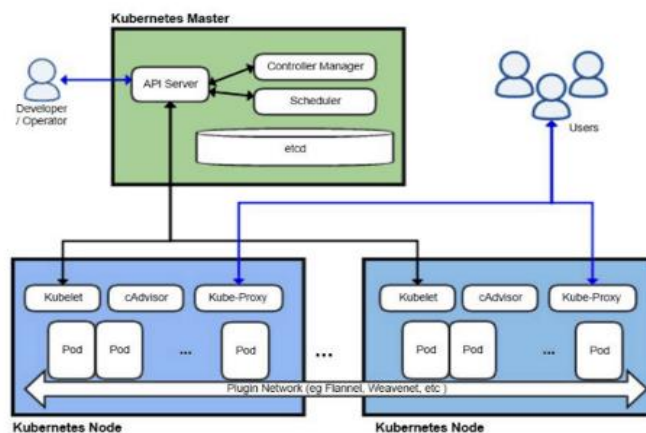 Kubernetes Master
API Server
Controller Manager
Scheduler
etcd
Developer
/ Operator
Users
Kubelet
cAdvisor
Kube-Proxy
Pod
Pod
...
Pod
...
Kubelet
cAdvisor
Kube-Proxy
Pod
Pod
...
Pod
Plugin Network (eg Flannel, Weavenet, etc )
Kubernetes Node
Kubernetes Node